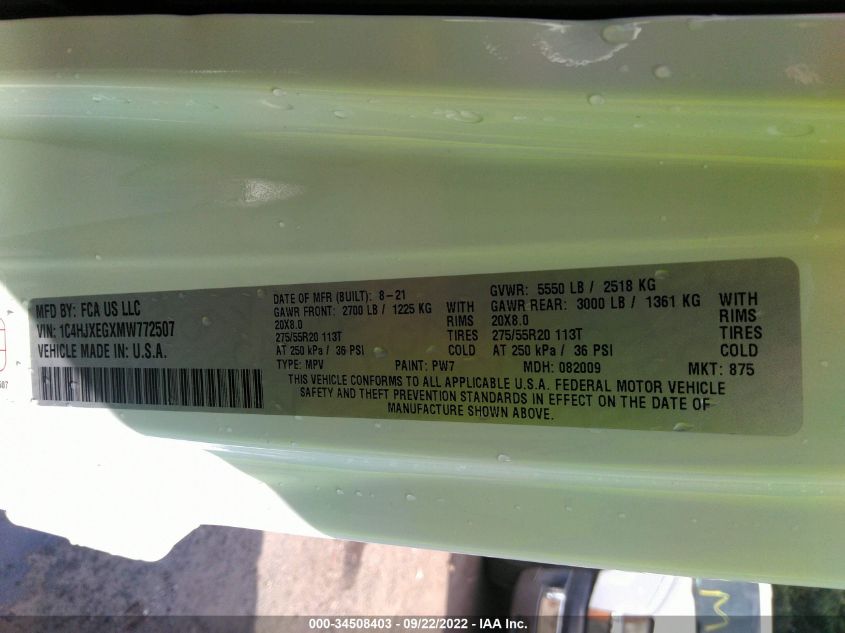 MFD BY: FCA US LLC
VIN: 1C4HJXEGXMW772507
VEHICLE MADE IN: U.S.A.
DATE OF MFR (BUILT): 8-21
GAWR FRONT: 2700 LB / 1225 KG WITH
20X8.0 RIMS
275/55R20 113T TIRES
AT 250 kPa / 36 PSI COLD
GVWR: 5550 LB / 2518 KG
GAWR REAR: 3000 LB / 1361 KG WITH
20X8.0 RIMS
275/55R20 113T TIRES
AT 250 kPa / 36 PSI COLD
TYPE: MPV PAINT: PW7 MDH: 082009 MKT: 875
THIS VEHICLE CONFORMS TO ALL APPLICABLE U.S.A. FEDERAL MOTOR VEHICLE
SAFETY AND THEFT PREVENTION STANDARDS IN EFFECT ON THE DATE OF
MANUFACTURE SHOWN ABOVE.
M
000-34508403 - 09/22/2022 - IAA Inc.